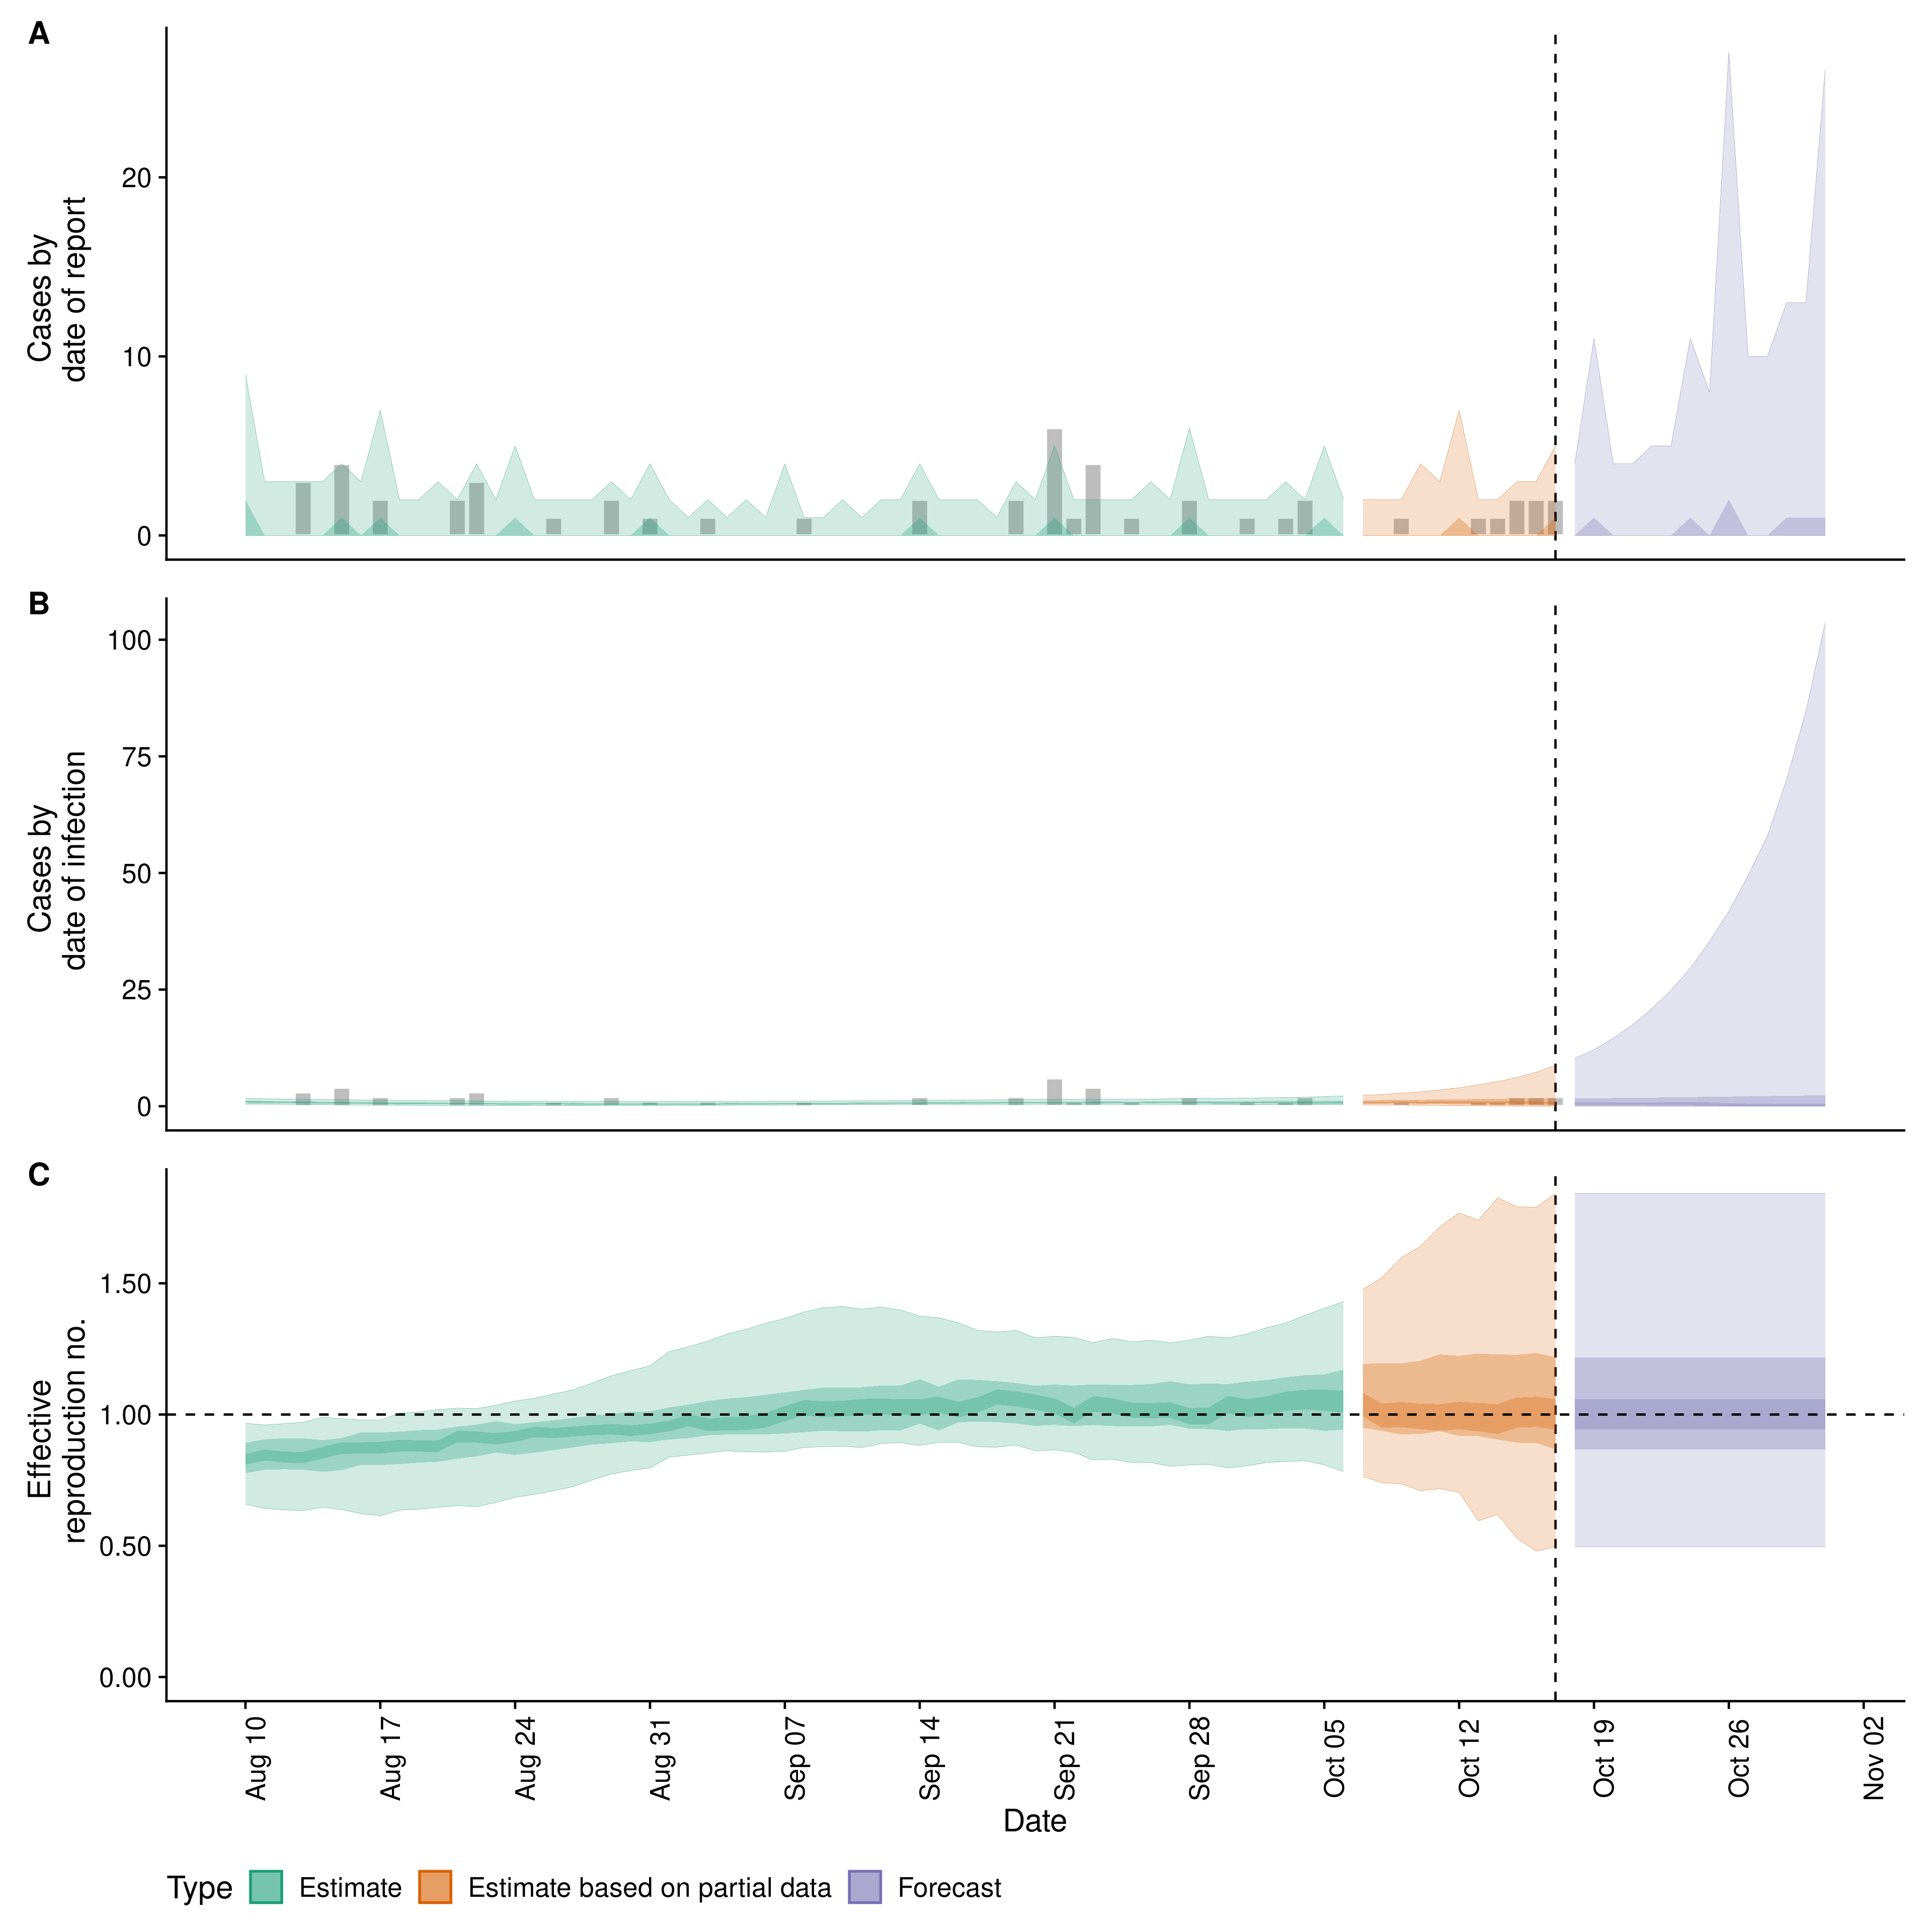 A
Cases by
date of report
20
10
0
B
Cases by
date of infection
100
75
50
25
0
C
Effective
reproduction no.
1.50
1.00
0.50
0.00
Aug 10
Aug 17
Aug 24
Aug 31
Sep 07
Sep 14
Sep 21
Sep 28
Oct 05
Oct 12
Oct 19
Oct 26
Nov 02
Date
Type Estimate Estimate based on partial data Forecast